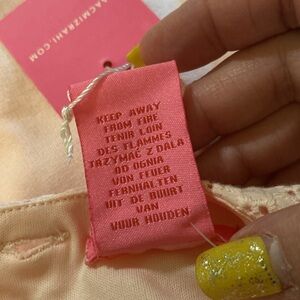 ACMIZRAHI.COM
KEEP AWAY
FROM FIRE
TENIR LOIN
DES FLAMMES
TRZYMAĆ Z DALA
OD OGNIA
VON FEUER
FERNHALTEN
UIT DE BUURT
VAN
VUUR HOUDEN